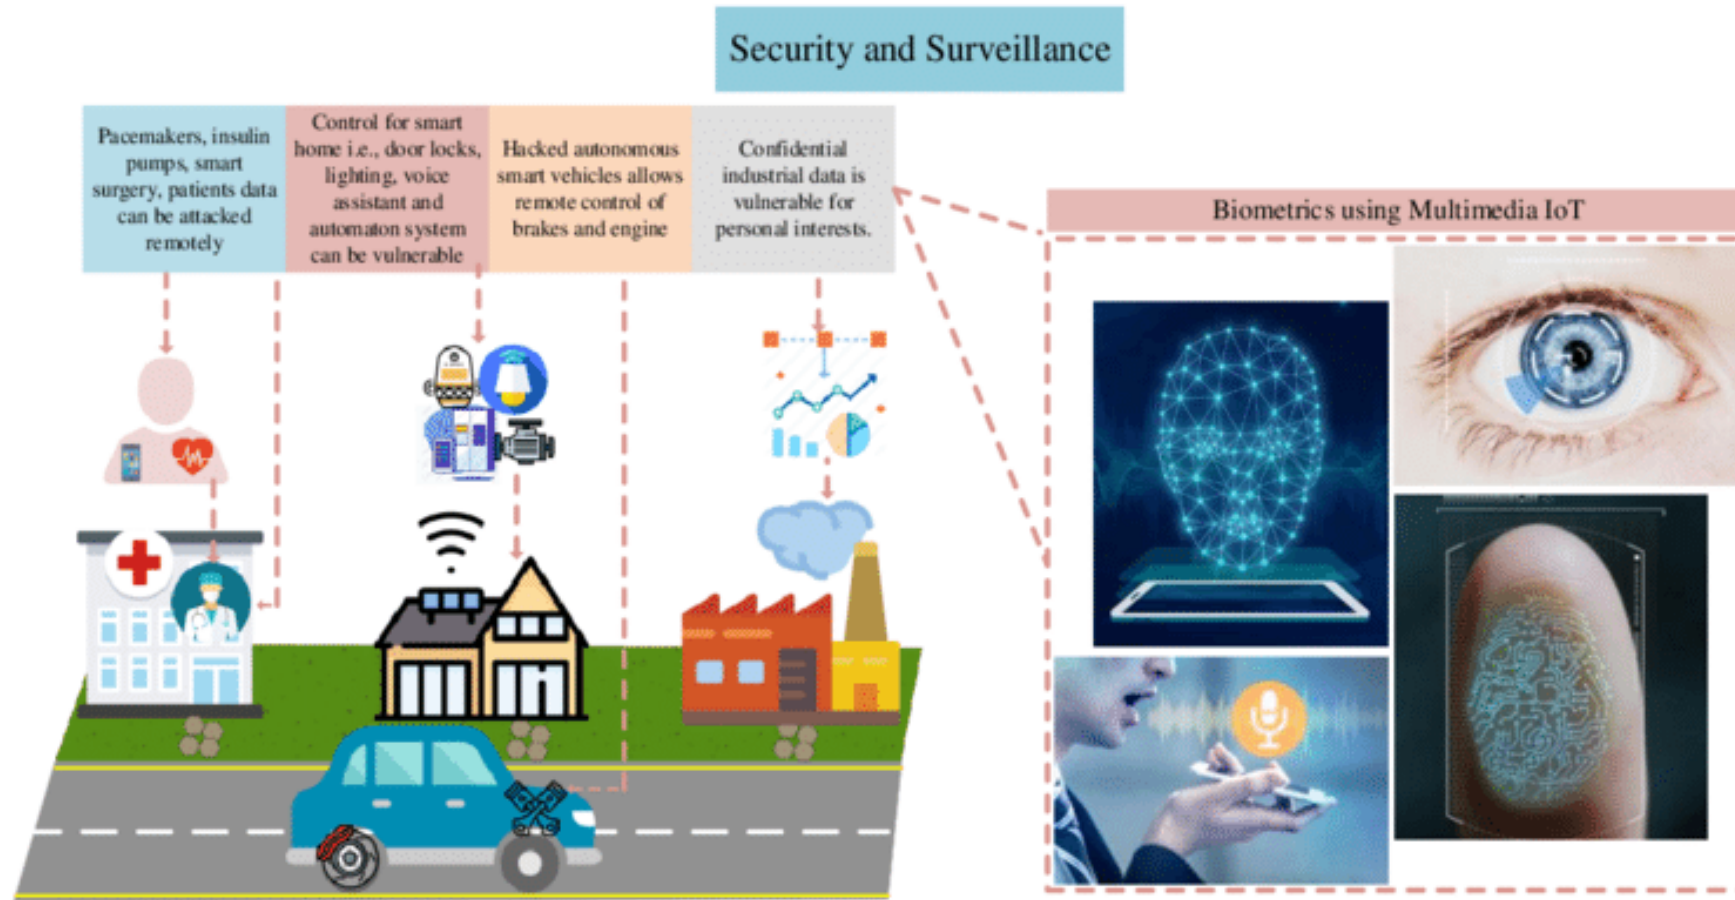 Security and Surveillance
Pacemakers, insulin
pumps, smart
surgery, patients data
can be attacked
remotely
Control for smart
home i.e., door locks,
lighting, voice
assistant and
automaton system
can be vulnerable
Hacked autonomous
smart vehicles allows
remote control of
brakes and engine
Confidential
industrial data is
vulnerable for
personal interests.
Biometrics using Multimedia IoT